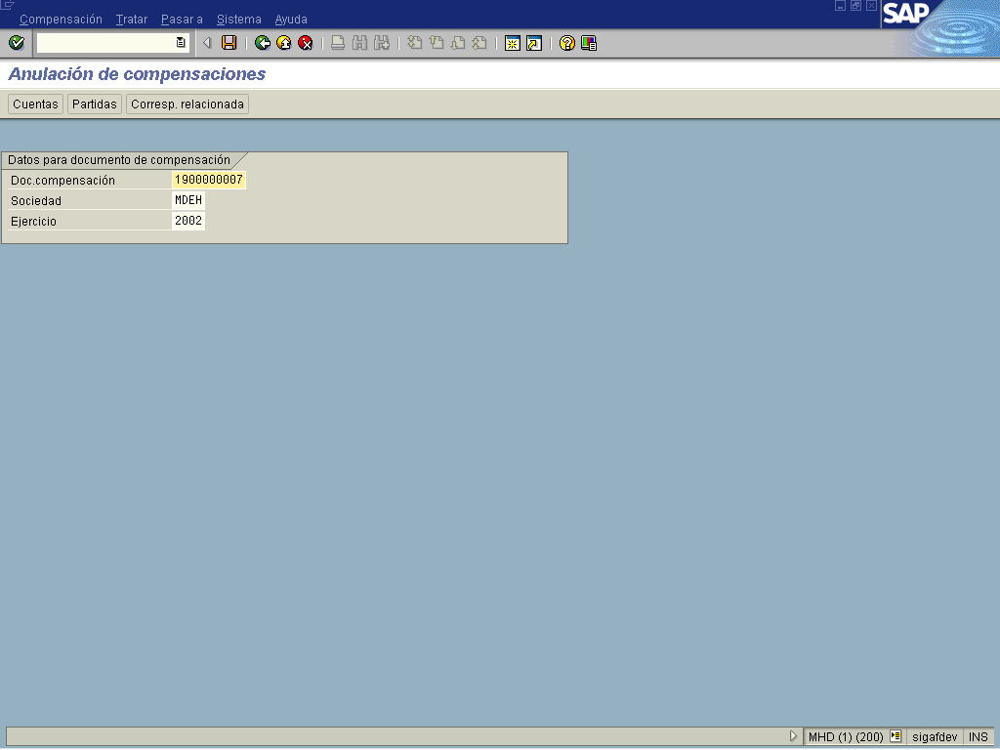 Compensación Tratar Pasar a Sistema Ayuda
SAP
Anulación de compensaciones
Cuentas Partidas Corresp. relacionada
Datos para documento de compensación
Doc.compensación 1900000007
Sociedad MDEH
Ejercicio 2002
MHD (1) (200) sigafdev INS